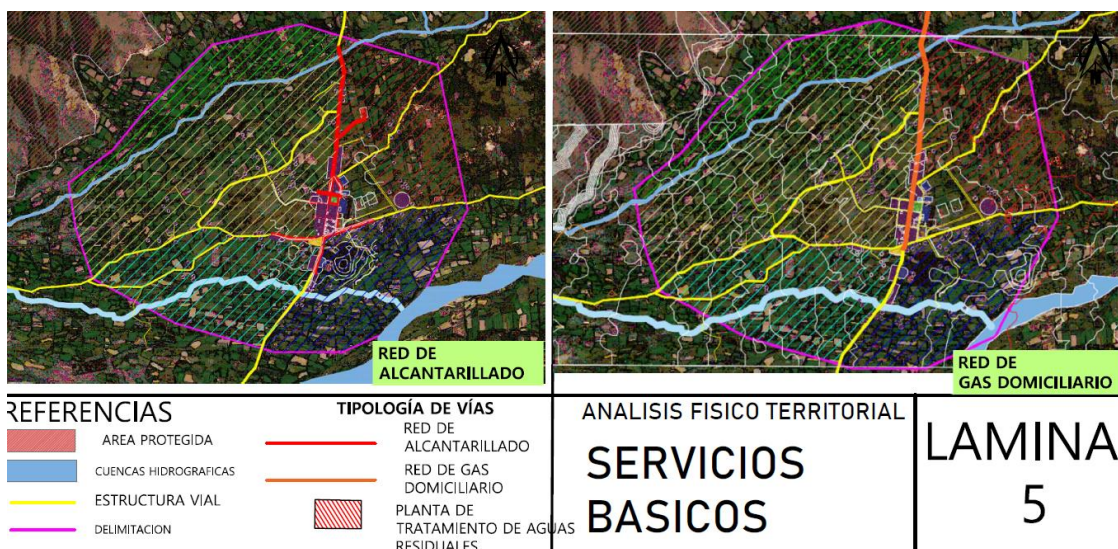 RED DE
ALCANTARILLADO
RED DE
GAS DOMICILIARIO
REFERENCIAS
AREA PROTEGIDA
CUENCAS HIDROGRAFICAS
ESTRUCTURA VIAL
DELIMITACION
TIPOLOGÍA DE VÍAS
RED DE
ALCANTARILLADO
RED DE GAS
DOMICILIARIO
PLANTA DE
TRATAMIENTO DE AGUAS
RESIDUALES
ANALISIS FISICO TERRITORIAL
SERVICIOS
BASICOS
LAMINA
5